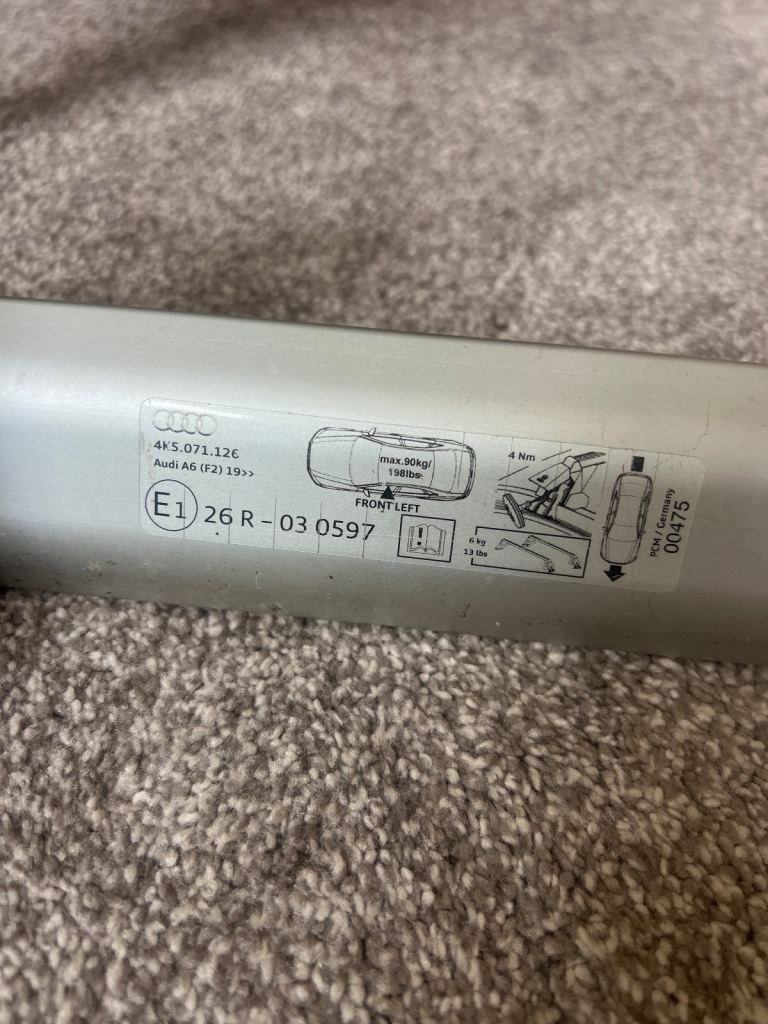 4K5.071.126
Audi A6 (F2) 19>>
E1 26 R - 03 0597
max.90kg/
198lbs
FRONT LEFT
!
4 Nm
6 kg
13 lbs
PCM / Germany
00475